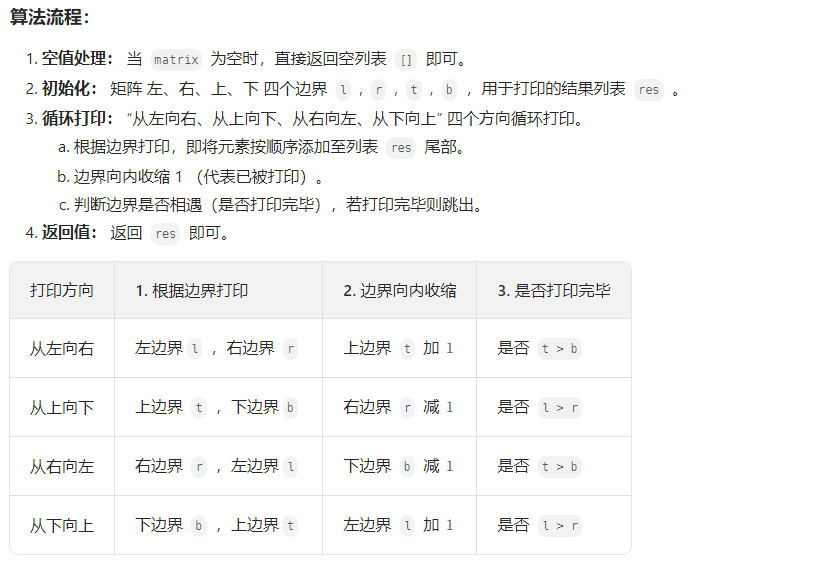 算法流程：
1. 空值处理： 当 matrix 为空时，直接返回空列表 [] 即可。
2. 初始化： 矩阵 左、右、上、下 四个边界 l , r , t , b ，用于打印的结果列表 res 。
3. 循环打印： “从左向右、从上向下、从右向左、从下向上” 四个方向循环打印。
a. 根据边界打印，即将元素按顺序添加至列表 res 尾部。
b. 边界向内收缩 1 （代表已被打印）。
c. 判断边界是否相遇（是否打印完毕），若打印完毕则跳出。
4. 返回值： 返回 res 即可。
打印方向 1. 根据边界打印 2. 边界向内收缩 3. 是否打印完毕
从左向右 左边界 l ，右边界 r 上边界 t 加 1 是否 t > b
从上向下 上边界 t ，下边界 b 右边界 r 减 1 是否 l > r
从右向左 右边界 r ，左边界 l 下边界 b 减 1 是否 t > b
从下向上 下边界 b ，上边界 t 左边界 l 加 1 是否 l > r